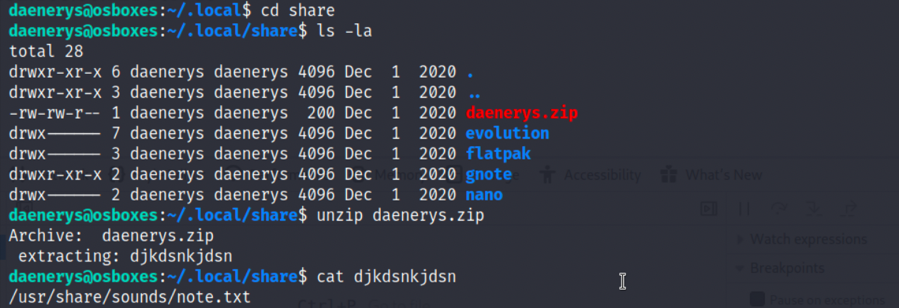 daenerys@osboxes:~/.local$ cd share
daenerys@osboxes:~/.local/share$ ls -la
total 28
drwxr-xr-x 6 daenerys daenerys 4096 Dec  1  2020 .
drwxr-xr-x 3 daenerys daenerys 4096 Dec  1  2020 ..
-rw-rw-r-- 1 daenerys daenerys  200 Dec  1  2020 daenerys.zip
drwx------ 7 daenerys daenerys 4096 Dec  1  2020 evolution
drwx------ 3 daenerys daenerys 4096 Dec  1  2020 flatpak
drwx------ 4 daenerys daenerys 4096 Dec  1  2020 gnote
drwx------ 2 daenerys daenerys 4096 Dec  1  2020 nano
Accessibility
What's New
daenerys@osboxes:~/.local/share$ unzip daenerys.zip
Archive:  daenerys.zip
 extracting: djkdsnkjdsn
Watch expressions
Breakpoints
daenerys@osboxes:~/.local/share$ cat djkdsnkjdsn
/usr/share/sounds/note.txt
Ctrl+P
Pause on exceptions